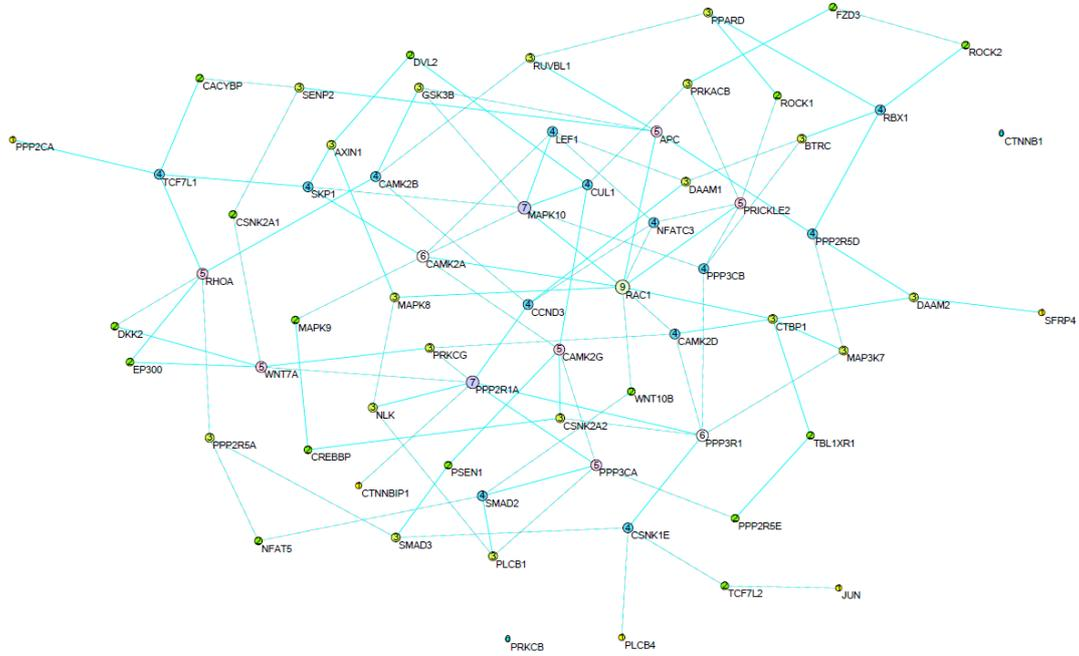 3 PPARD
2 FZD3
2 ROCK2
2 DVL2
3 RUVBL1
2 CACYBP
3 SENP2
3 GSK3B
3 PRKACB
2 ROCK1
4 RBX1
4 LEF1
5 APC
0 CTNNB1
1 PPP2CA
3 AXIN1
3 BTRC
4 TCF7L1
4 SKP1
4 CAMK2B
4 CUL1
3 DAAM1
2 CSNK2A1
7 MAPK10
4 NFATC3
5 PRICKLE2
4 PPP2R5D
6 CAMK2A
5 RHOA
4 PPP3CB
9 RAC1
3 MAPK8
4 CCND3
3 DAAM2
1 SFRP4
2 DKK2
2 MAPK9
3 CTBP1
4 CAMK2D
2 EP300
5 WNT7A
3 PRKCG
5 CAMK2G
3 MAP3K7
7 PPP2R1A
2 WNT10B
3 NLK
3 CSNK2A2
3 PPP2R5A
2 CREBBP
6 PPP3R1
2 TBL1XR1
2 PSEN1
5 PPP3CA
1 CTNNBIP1
4 SMAD2
2 PPP2R5E
2 NFAT5
3 SMAD3
4 CSNK1E
3 PLCB1
2 TCF7L2
1 JUN
0 PRKCB
1 PLCB4